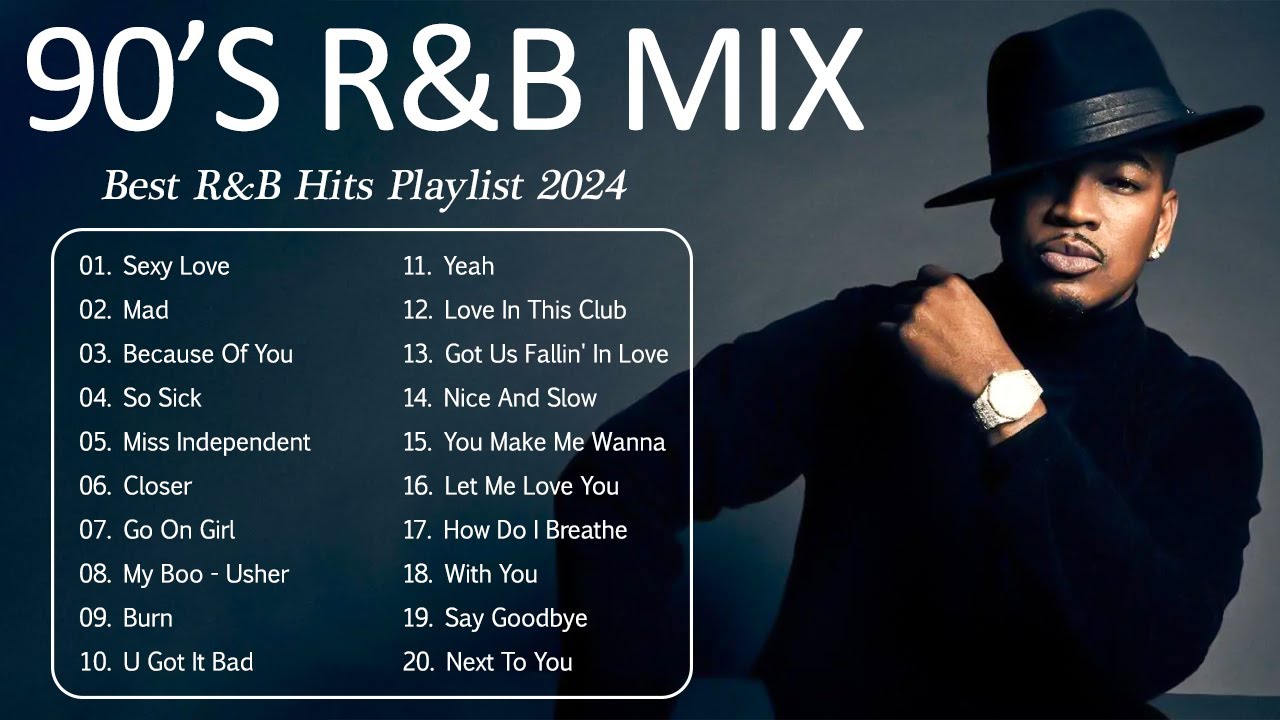 90'S R&B MIX
Best R&B Hits Playlist 2024
01. Sexy Love
02. Mad
03. Because Of You
04. So Sick
05. Miss Independent
06. Closer
07. Go On Girl
08. My Boo - Usher
09. Burn
10. U Got It Bad
11. Yeah
12. Love In This Club
13. Got Us Fallin' In Love
14. Nice And Slow
15. You Make Me Wanna
16. Let Me Love You
17. How Do I Breathe
18. With You
19. Say Goodbye
20. Next To You